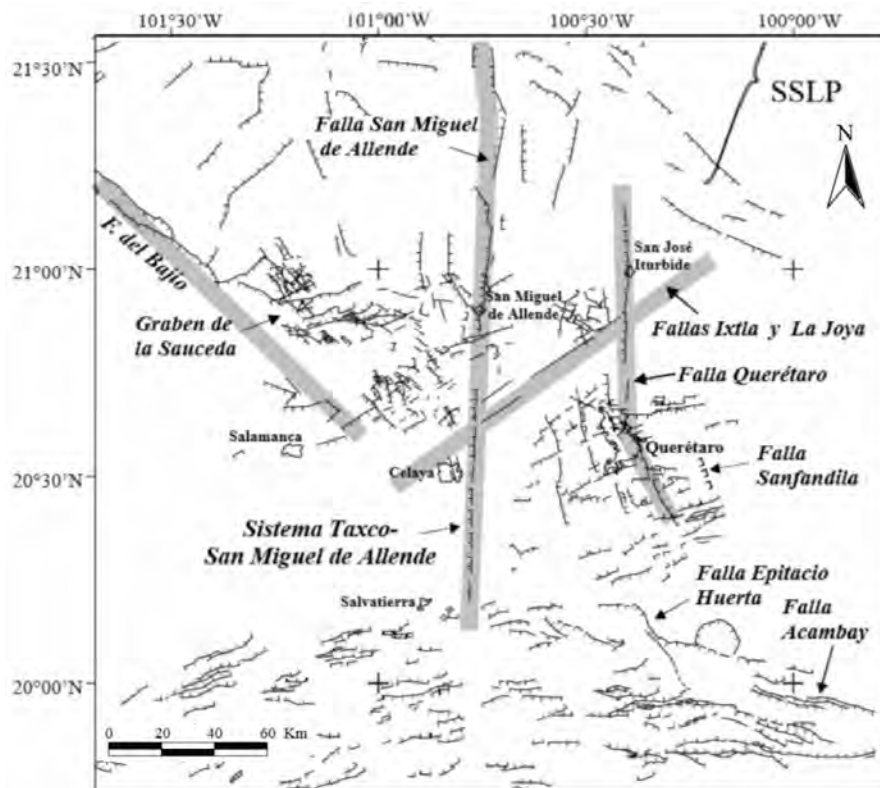 101°30'W 101°00'W 100°30'W 100°00'W
21°30'N
21°00'N
20°30'N
20°00'N
SSLP
N
Falla San Miguel
de Allende
F. del Bajío
San José
Iturbide
San Miguel
de Allende
Graben de
la Sauceda
Fallas Ixtla y La Joya
Falla Querétaro
Salamanca
Querétaro
Celaya
Falla
Sanfandila
Sistema Taxco-
San Miguel de Allende
Falla Epitacio
Huerta
Salvatierra
Falla
Acambay
0 20 40 60 Km